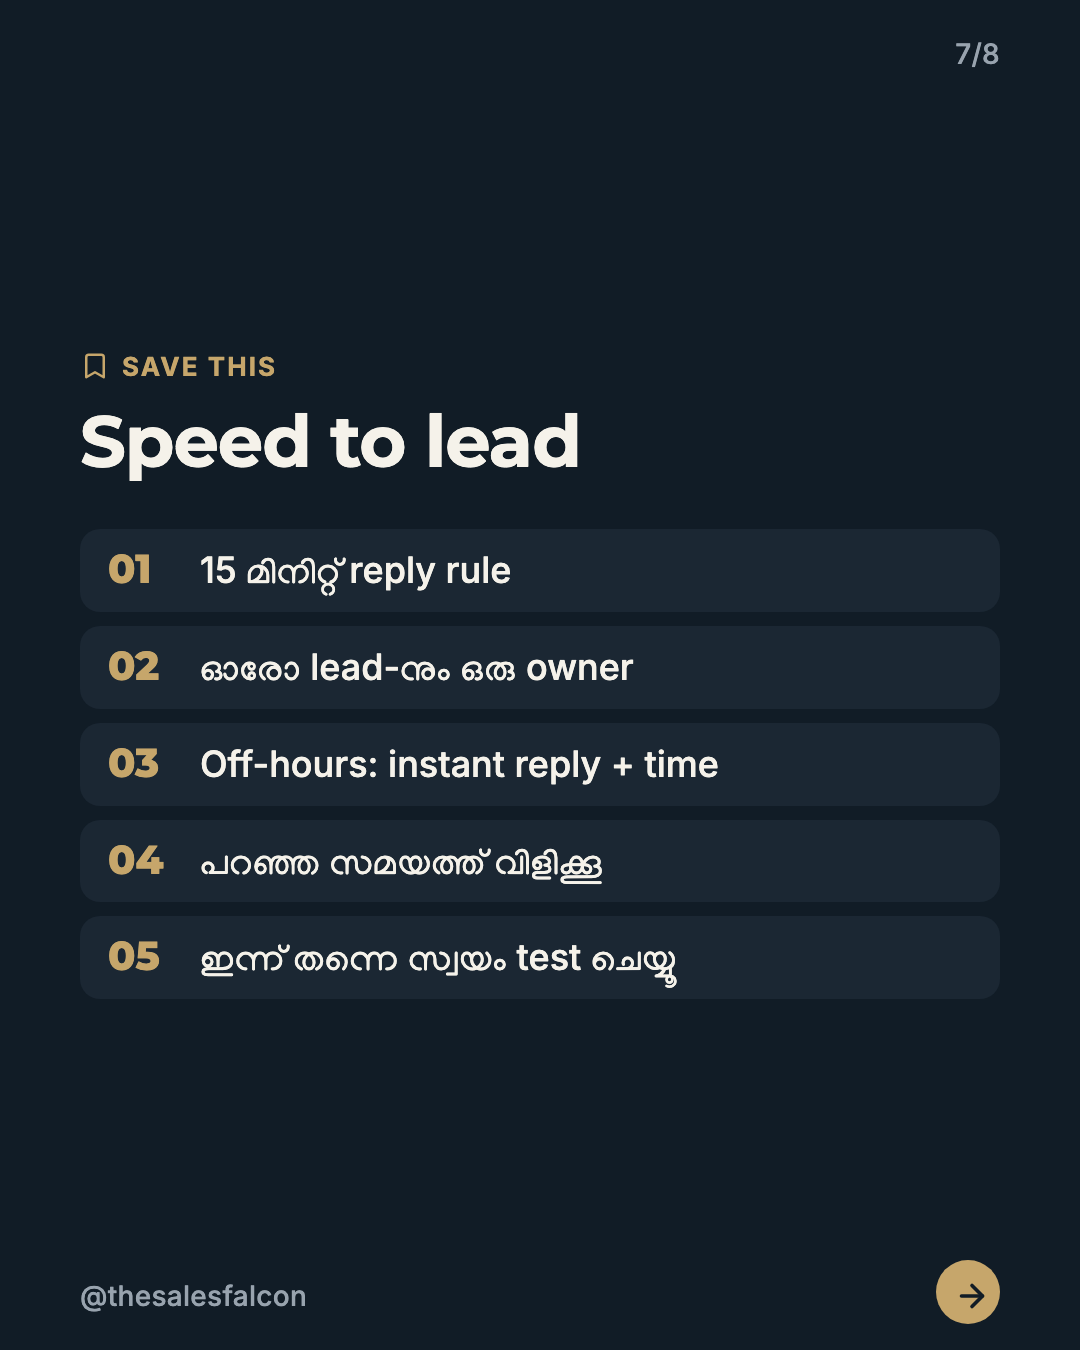 7/8
SAVE THIS
Speed to lead
01 15 മിനിറ്റ് reply rule
02 ഓരോ lead-നും ഒരു owner
03 Off-hours: instant reply + time
04 പറഞ്ഞ സമയത്ത് വിളിക്കൂ
05 ഇന്ന് തന്നെ സ്വയം test ചെയ്യൂ
@thesalesfalcon